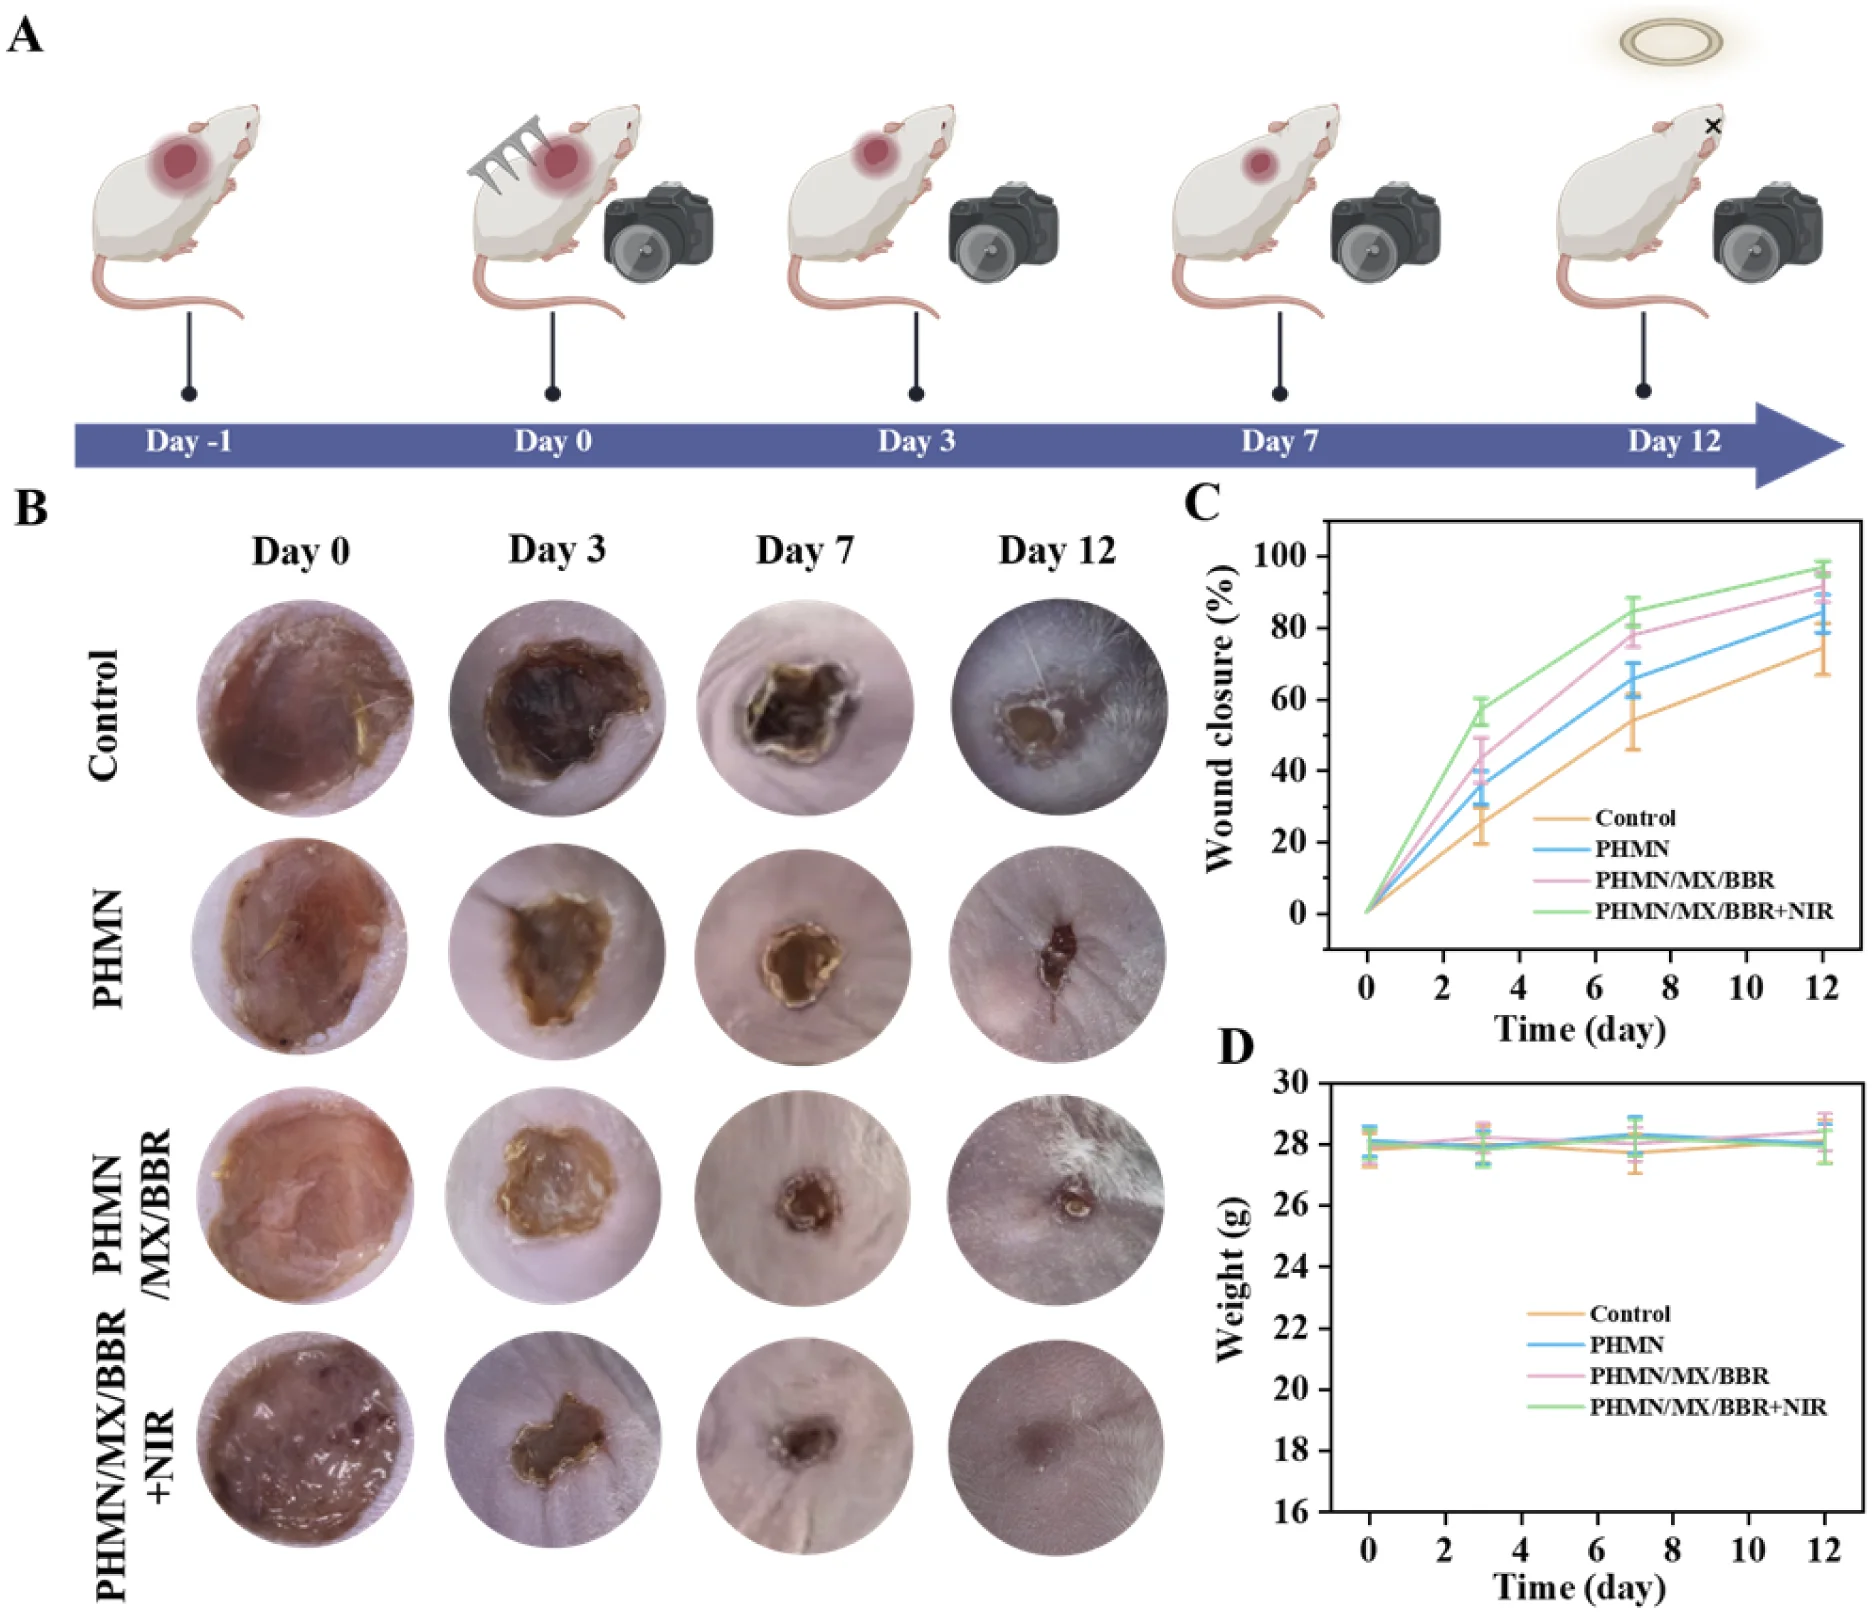 A
Day -1
Day 0
Day 3
Day 7
Day 12
B
Day 0
Day 3
Day 7
Day 12
Control
PHMN
PHMN
/MX/BBR
PHMN/MX/BBR
+NIR
C
Wound closure (%)
100
80
60
40
20
0
Control
PHMN
PHMN/MX/BBR
PHMN/MX/BBR+NIR
0 2 4 6 8 10 12
Time (day)
D
Weight (g)
30
28
26
24
22
20
18
16
Control
PHMN
PHMN/MX/BBR
PHMN/MX/BBR+NIR
0 2 4 6 8 10 12
Time (day)